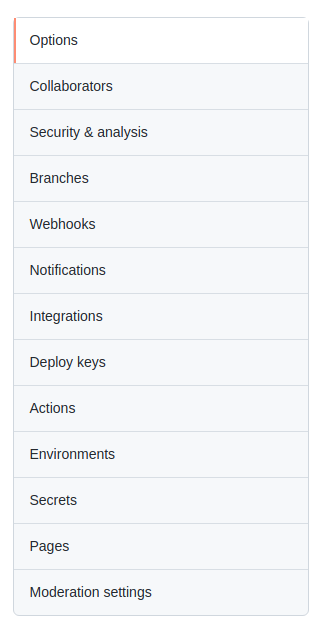 Options
Collaborators
Security & analysis
Branches
Webhooks
Notifications
Integrations
Deploy keys
Actions
Environments
Secrets
Pages
Moderation settings